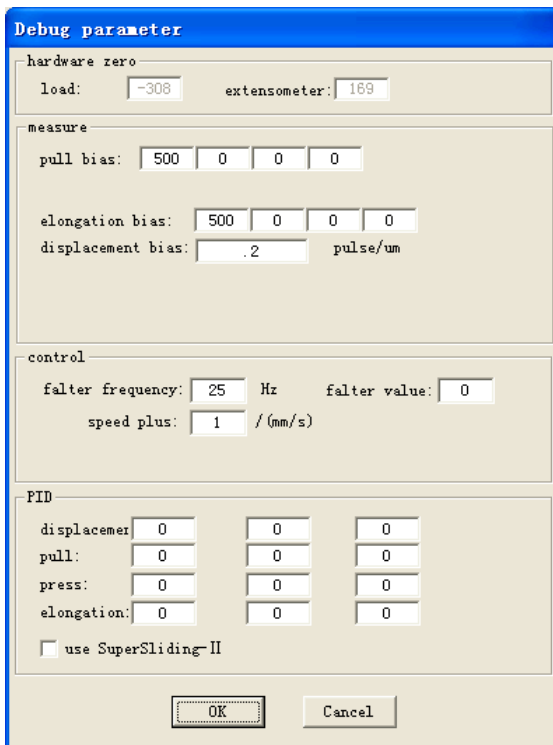 Debug parameter
hardware zero
load: -308 extensometer: 169
measure
pull bias: 500 0 0 0
elongation bias: 500 0 0 0
displacement bias: .2 pulse/um
control
falter frequency: 25 Hz falter value: 0
speed plus: 1 /(mm/s)
PID
displacemer 0 0 0
pull: 0 0 0
press: 0 0 0
elongation: 0 0 0
use SuperSliding-II
OK Cancel